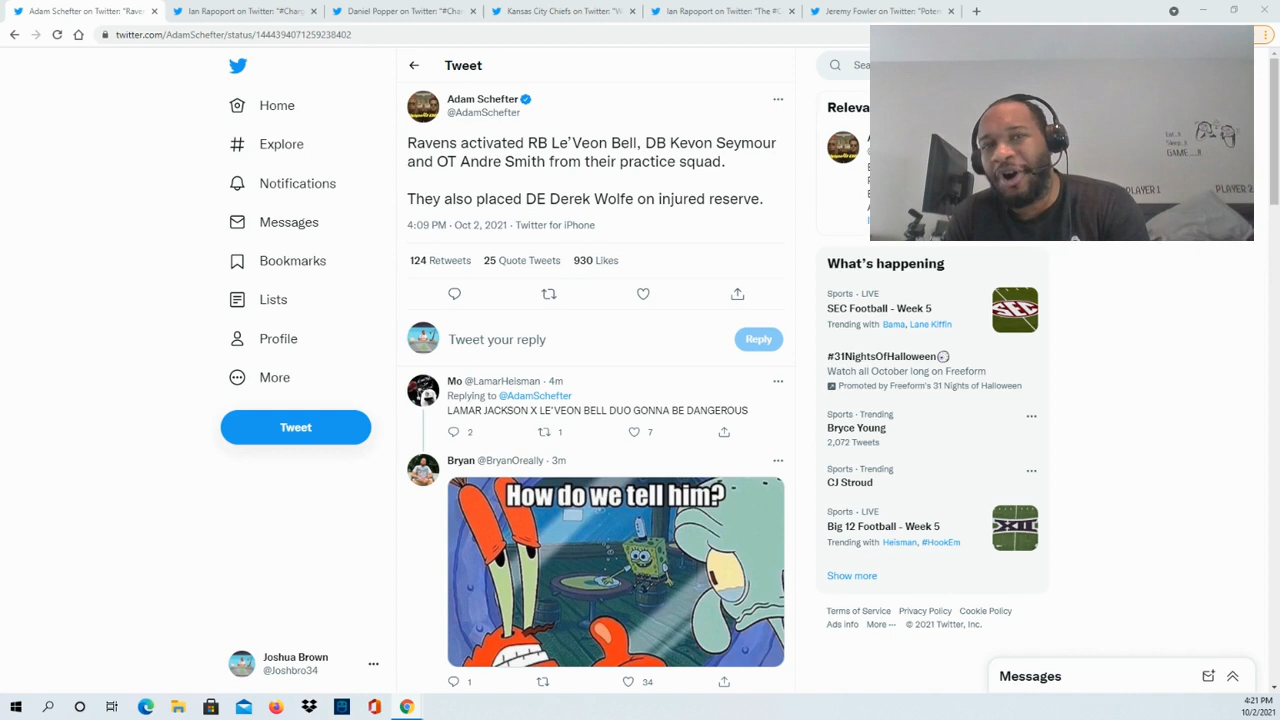 Adam Schefter on Twitter: "Rave
Ian Rapoport on Twitter: "#Charg
Daniel Popper on Twitter: "#Cha
Kansas City Chiefs on Twitter: "W
Ian Rapoport on Twitter: "The #C
Jeremy Fowler on Twitter: "Poten
twitter.com/AdamSchefter/status/1444394071259238402
Home
Explore
Notifications
Messages
Bookmarks
Lists
Profile
More
Tweet
Joshua Brown
@Joshbro34
Tweet
Adam Schefter
@AdamSchefter
Ravens activated RB Le'Veon Bell, DB Kevon Seymour
and OT Andre Smith from their practice squad.
They also placed DE Derek Wolfe on injured reserve.
4:09 PM · Oct 2, 2021 · Twitter for iPhone
124 Retweets 25 Quote Tweets 930 Likes
Tweet your reply
Reply
Mo @LamarHeisman · 4m
Replying to @AdamSchefter
LAMAR JACKSON X LE'VEON BELL DUO GONNA BE DANGEROUS
2 1 7
Bryan @BryanOreally · 3m
How do we tell him?
1 34
Sea
Releva
PLAYER 1
PLAYER 2
GAME
What's happening
Sports · LIVE
SEC Football - Week 5
Trending with Bama, Lane Kiffin
SEC
#31NightsOfHalloween
Watch all October long on Freeform
Promoted by Freeform's 31 Nights of Halloween
Sports · Trending
Bryce Young
2,072 Tweets
Sports · Trending
CJ Stroud
Sports · LIVE
Big 12 Football - Week 5
Trending with Heisman, #HookEm
XII
Show more
Terms of Service Privacy Policy Cookie Policy
Ads info More ··· © 2021 Twitter, Inc.
Messages
4:21 PM
10/2/2021